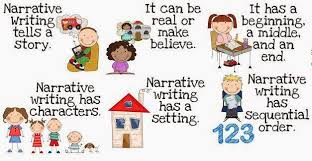 Narrative
Writing
tells a
story.
It can be
real or
make
believe.
It has a
beginning,
a middle,
and an
end.
Narrative
writing has
characters.
Narrative
writing
has a
setting.
Narrative
writing has
sequential
order.
123